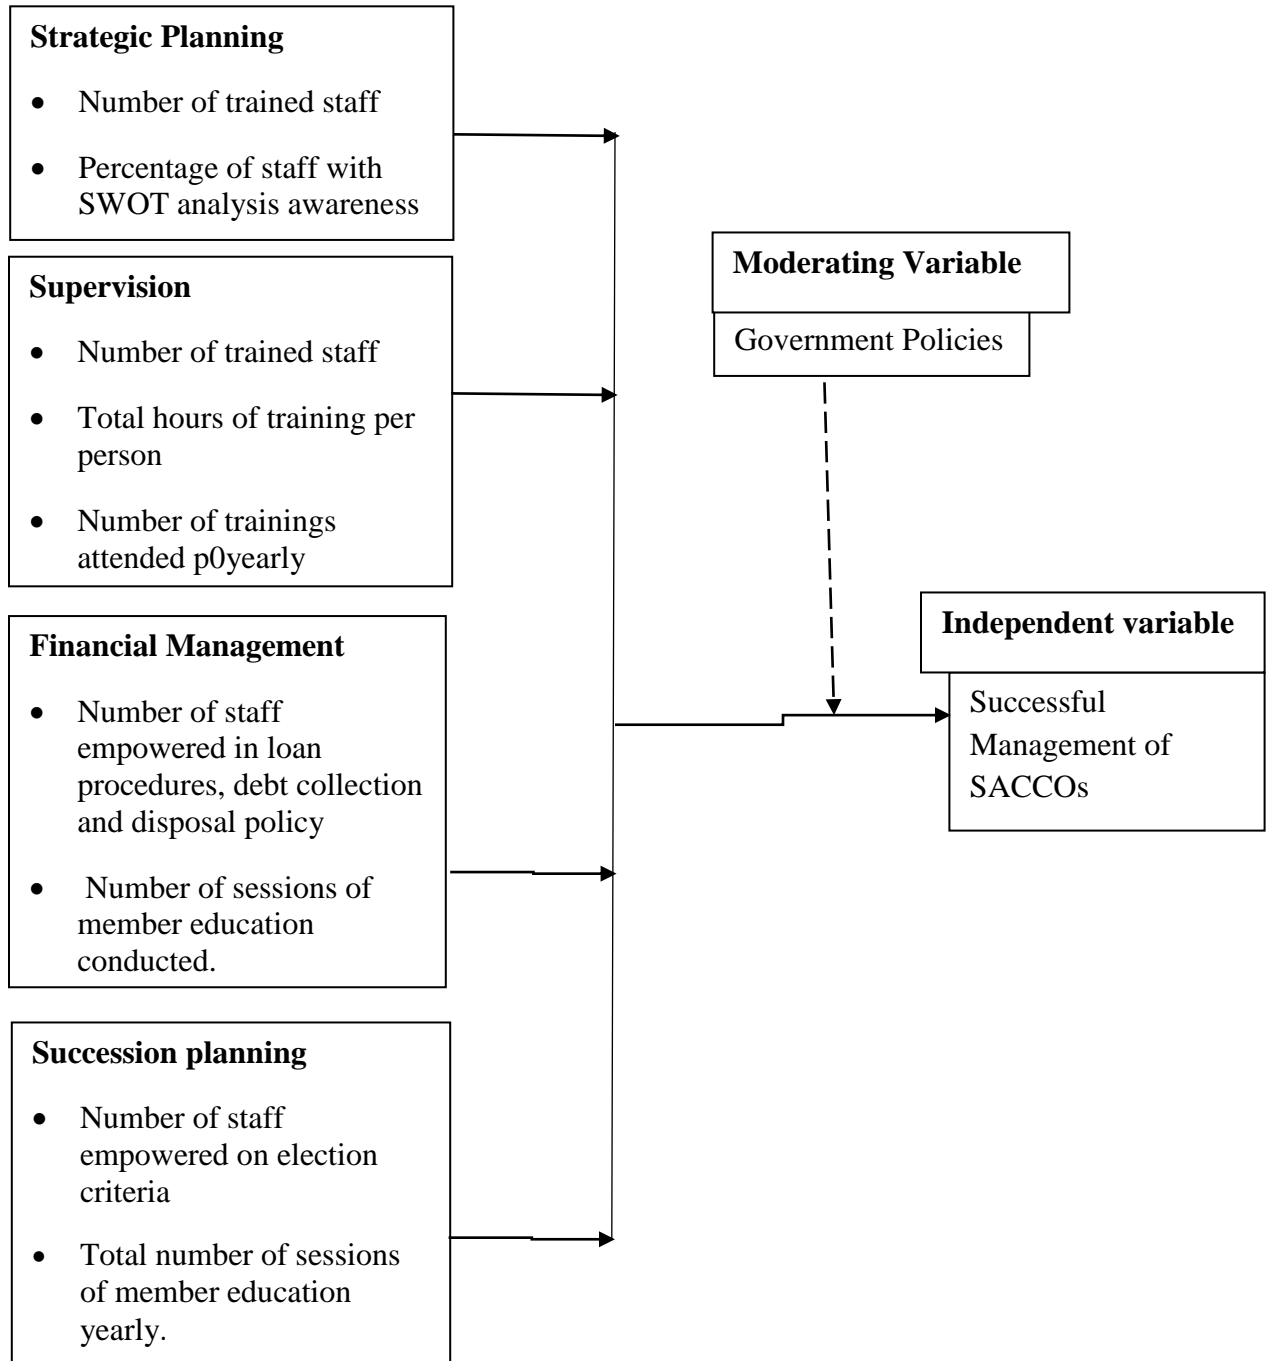 Strategic Planning
• Number of trained staff
• Percentage of staff with
SWOT analysis awareness
Supervision
• Number of trained staff
• Total hours of training per
person
• Number of trainings
attended p0yearly
Financial Management
• Number of staff
empowered in loan
procedures, debt collection
and disposal policy
• Number of sessions of
member education
conducted.
Succession planning
• Number of staff
empowered on election
criteria
• Total number of sessions
of member education
yearly.
Moderating Variable
Government Policies
Independent variable
Successful
Management of
SACCOs